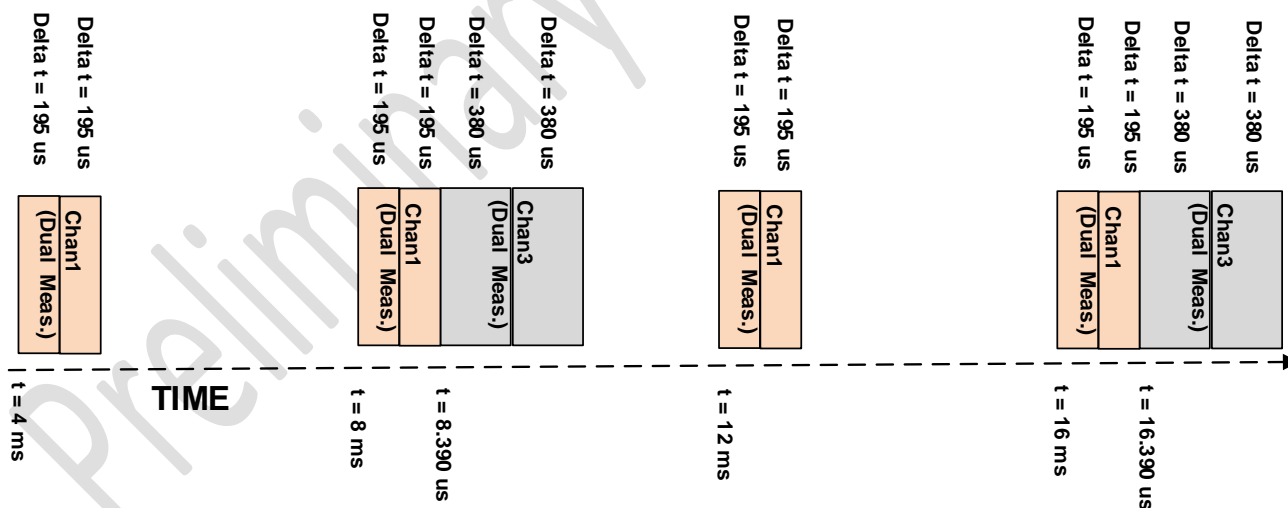 Delta t = 195 us
Delta t = 195 us
Delta t = 195 us
Delta t = 195 us
Delta t = 380 us
Delta t = 380 us
Delta t = 195 us
Delta t = 195 us
Delta t = 195 us
Delta t = 195 us
Delta t = 380 us
Delta t = 380 us
Chan1
(Dual Meas.)
Chan1
(Dual Meas.)
Chan3
(Dual Meas.)
Chan1
(Dual Meas.)
Chan1
(Dual Meas.)
Chan3
(Dual Meas.)
TIME
t = 4 ms
t = 8 ms
t = 8.390 us
t = 12 ms
t = 16 ms
t = 16.390 us
Preliminary